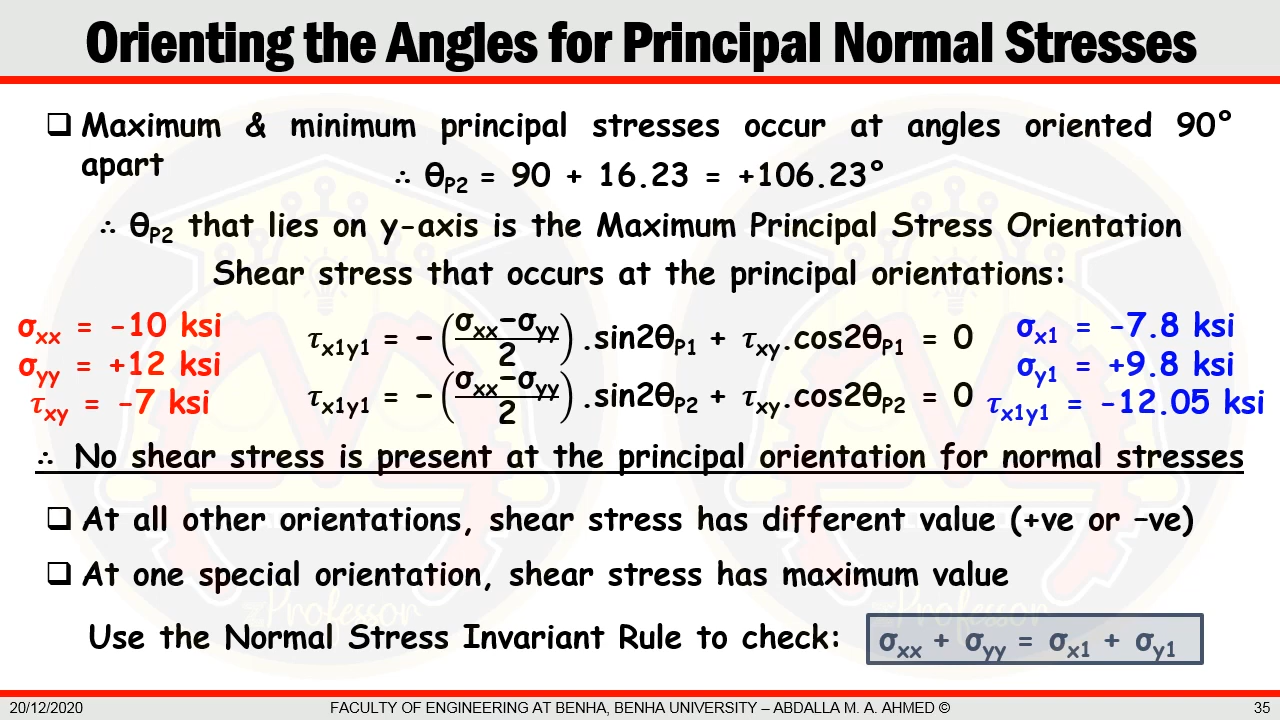 Orienting the Angles for Principal Normal Stresses
❑ Maximum & minimum principal stresses occur at angles oriented 90°
apart
∴ θP2 = 90 + 16.23 = +106.23°
∴ θP2 that lies on y-axis is the Maximum Principal Stress Orientation
Shear stress that occurs at the principal orientations:
σxx = -10 ksi
σyy = +12 ksi
τxy = -7 ksi
τx1y1 = −((σxx−σyy)/2) .sin2θP1 + τxy.cos2θP1 = 0
τx1y1 = −((σxx−σyy)/2) .sin2θP2 + τxy.cos2θP2 = 0
σx1 = -7.8 ksi
σy1 = +9.8 ksi
τx1y1 = -12.05 ksi
∴ No shear stress is present at the principal orientation for normal stresses
❑ At all other orientations, shear stress has different value (+ve or –ve)
❑ At one special orientation, shear stress has maximum value
Use the Normal Stress Invariant Rule to check:
σxx + σyy = σx1 + σy1
20/12/2020
FACULTY OF ENGINEERING AT BENHA, BENHA UNIVERSITY – ABDALLA M. A. AHMED ©
35